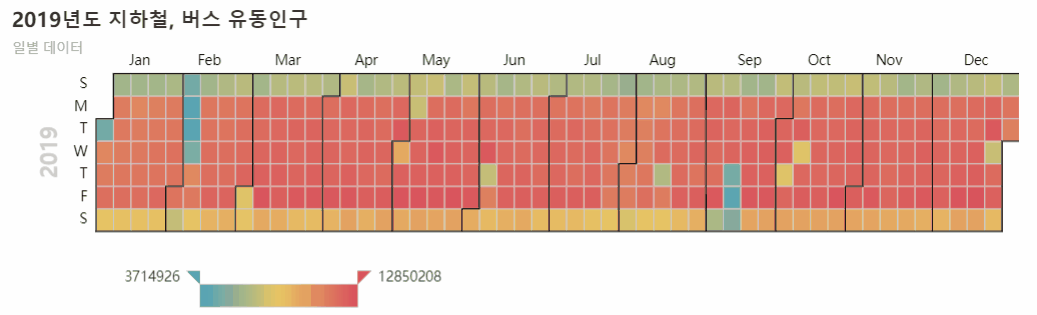 2019년도 지하철, 버스 유동인구
일별 데이터
Jan Feb Mar Apr May Jun Jul Aug Sep Oct Nov Dec
2019
S
M
T
W
T
F
S
3714926 12850208